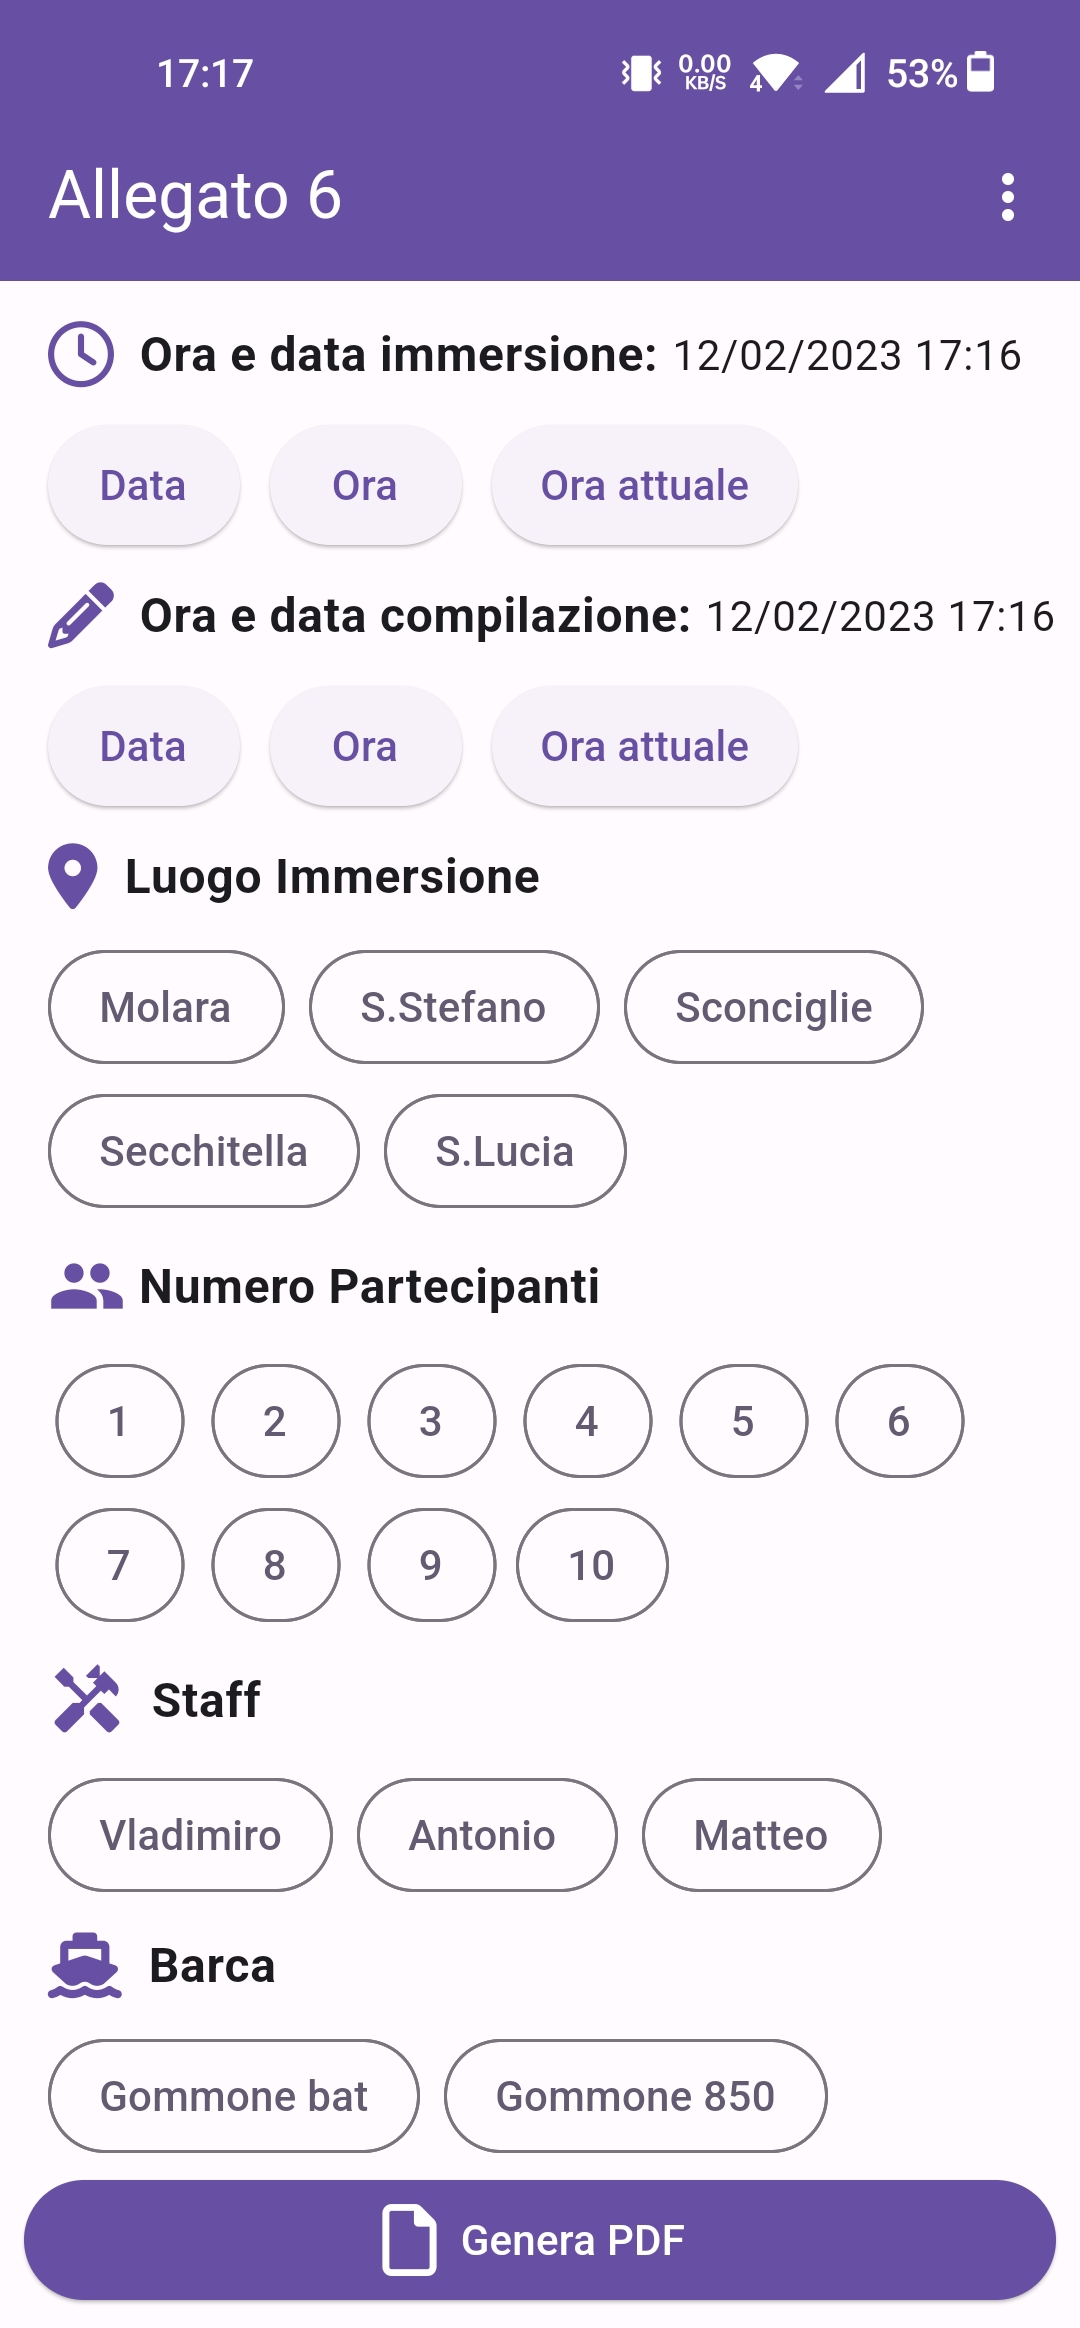 17:17
0.00
KB/S
4
53%
Allegato 6
Ora e data immersione: 12/02/2023 17:16
Data Ora Ora attuale
Ora e data compilazione: 12/02/2023 17:16
Data Ora Ora attuale
Luogo Immersione
Molara S.Stefano Sconciglie
Secchitella S.Lucia
Numero Partecipanti
1 2 3 4 5 6
7 8 9 10
Staff
Vladimiro Antonio Matteo
Barca
Gommone bat Gommone 850
Genera PDF